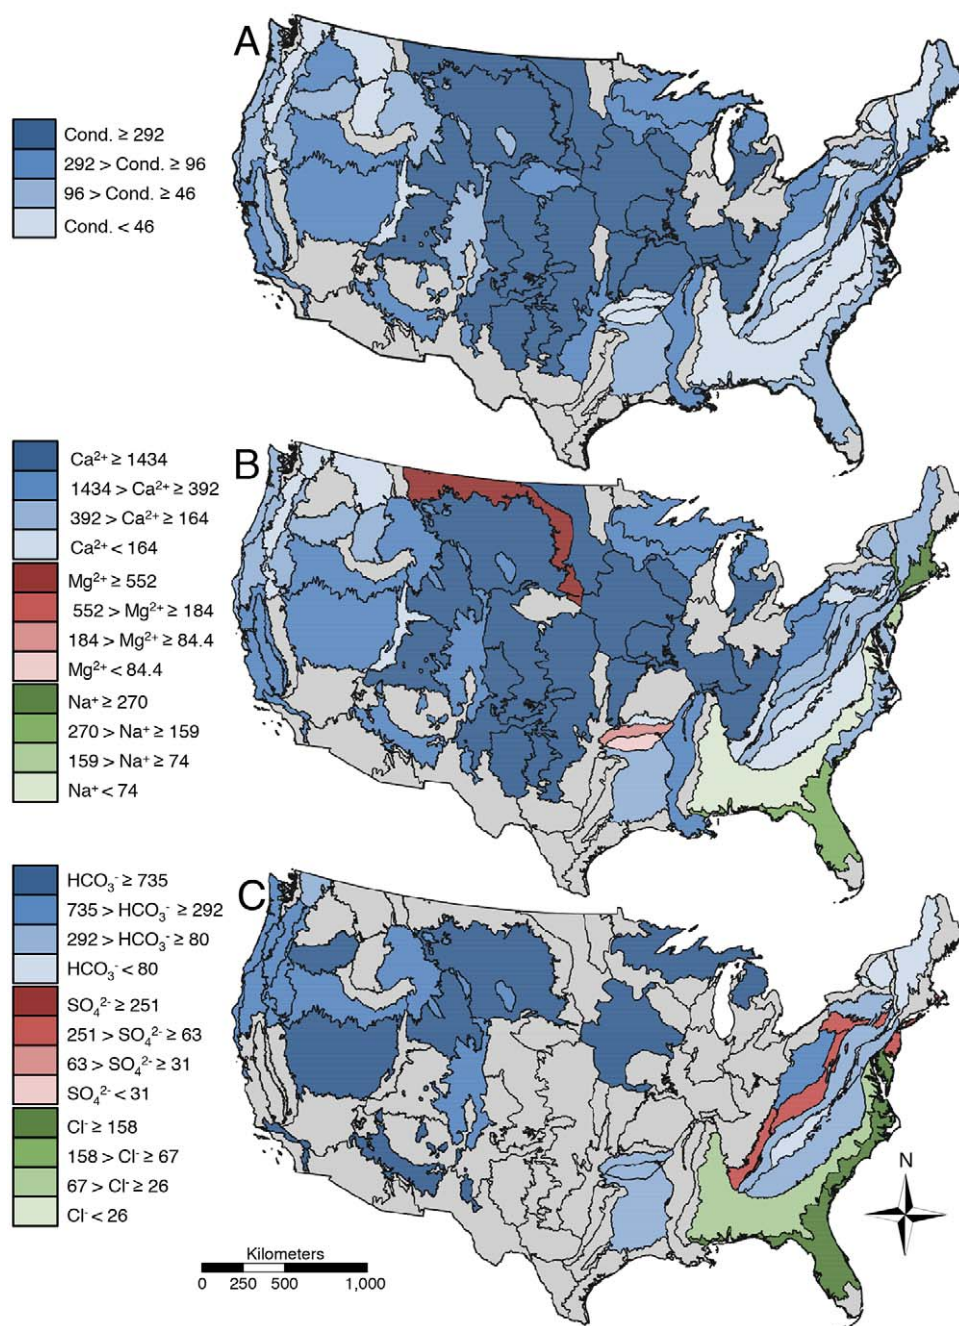 A
Cond. ≥ 292
292 > Cond. ≥ 96
96 > Cond. ≥ 46
Cond. < 46
B
Ca²⁺ ≥ 1434
1434 > Ca²⁺ ≥ 392
392 > Ca²⁺ ≥ 164
Ca²⁺ < 164
Mg²⁺ ≥ 552
552 > Mg²⁺ ≥ 184
184 > Mg²⁺ ≥ 84.4
Mg²⁺ < 84.4
Na⁺ ≥ 270
270 > Na⁺ ≥ 159
159 > Na⁺ ≥ 74
Na⁺ < 74
C
HCO₃⁻ ≥ 735
735 > HCO₃⁻ ≥ 292
292 > HCO₃⁻ ≥ 80
HCO₃⁻ < 80
SO₄²⁻ ≥ 251
251 > SO₄²⁻ ≥ 63
63 > SO₄²⁻ ≥ 31
SO₄²⁻ < 31
Cl⁻ ≥ 158
158 > Cl⁻ ≥ 67
67 > Cl⁻ ≥ 26
Cl⁻ < 26
N
Kilometers
0 250 500 1,000